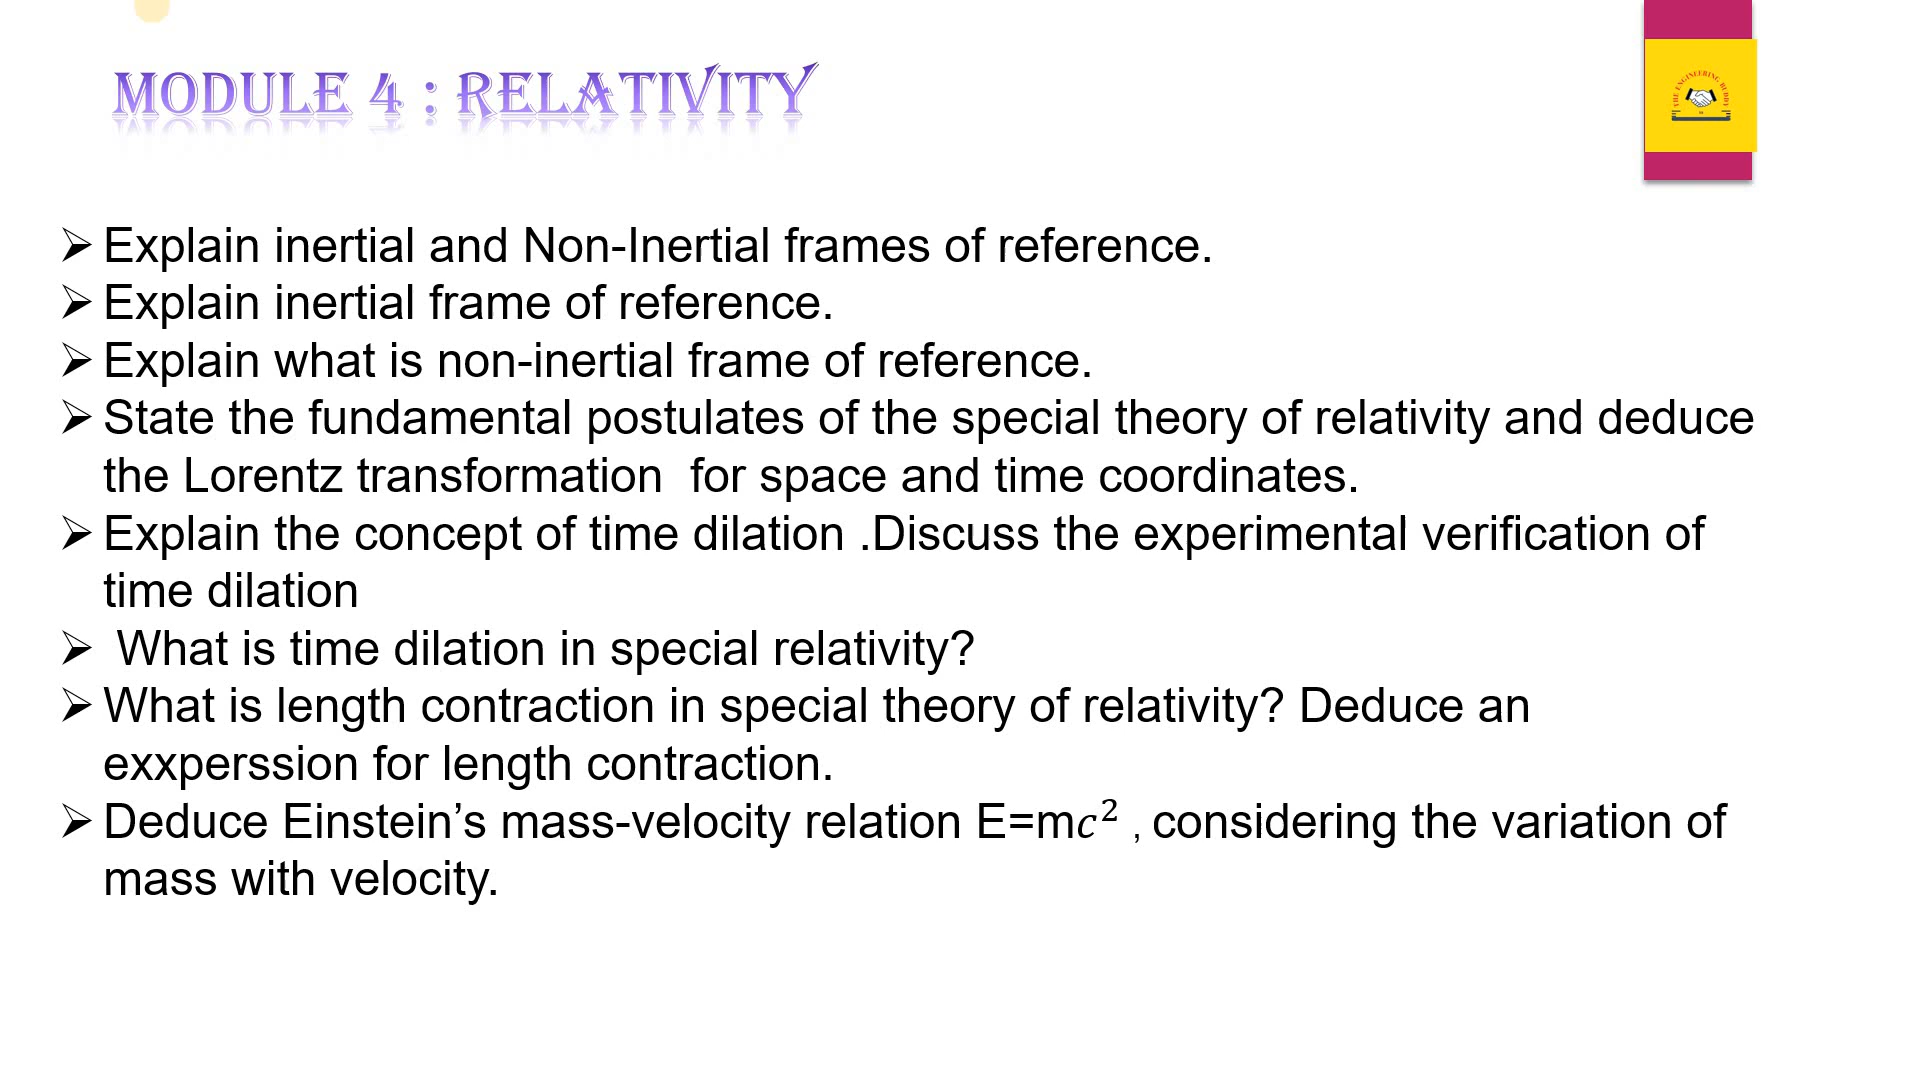 MODULE 4 : RELATIVITY
THE ENGINEERING BUDDY
➢ Explain inertial and Non-Inertial frames of reference.
➢ Explain inertial frame of reference.
➢ Explain what is non-inertial frame of reference.
➢ State the fundamental postulates of the special theory of relativity and deduce
the Lorentz transformation  for space and time coordinates.
➢ Explain the concept of time dilation .Discuss the experimental verification of
time dilation
➢  What is time dilation in special relativity?
➢ What is length contraction in special theory of relativity? Deduce an
exxperssion for length contraction.
➢ Deduce Einstein’s mass-velocity relation E=m𝑐² , considering the variation of
mass with velocity.